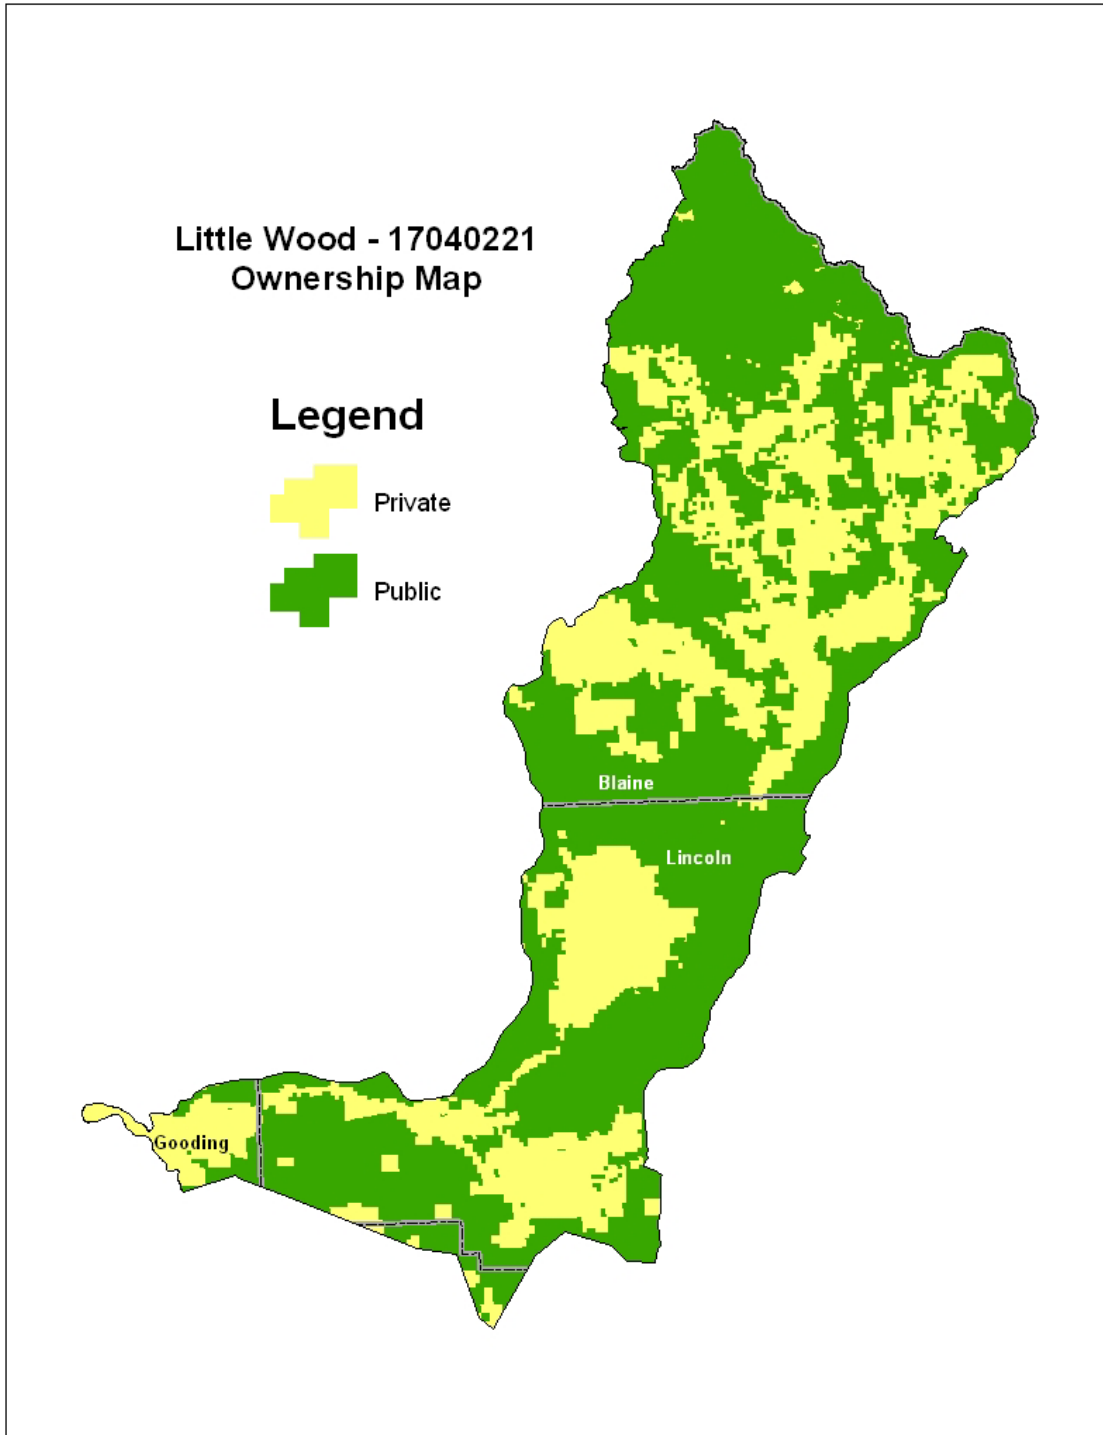 Little Wood - 17040221
Ownership Map
Legend
Private
Public
Blaine
Lincoln
Gooding